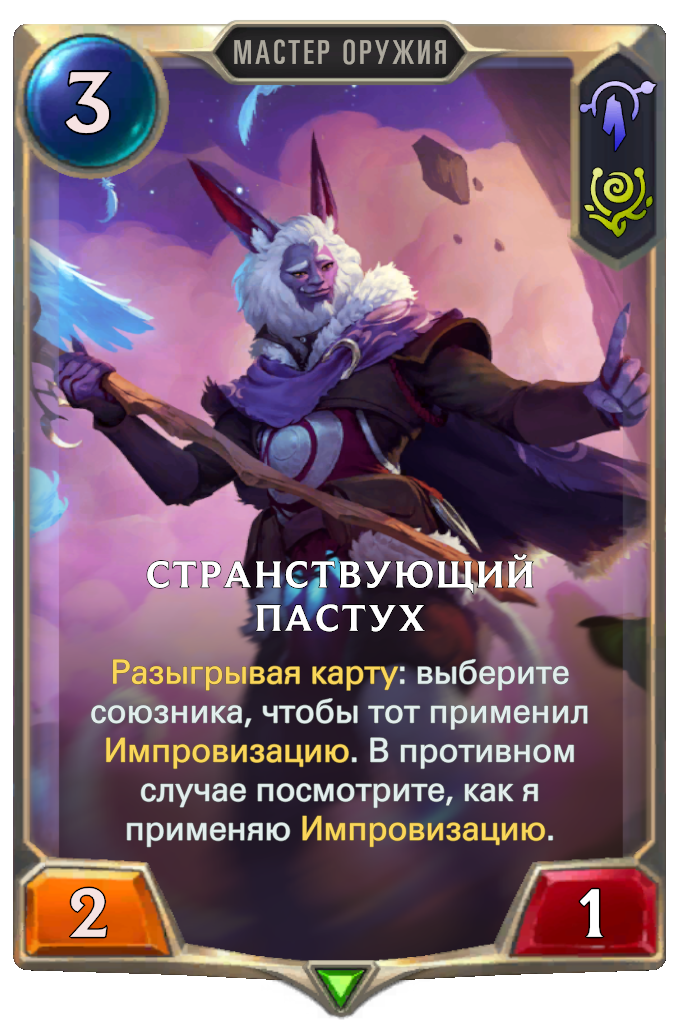 МАСТЕР ОРУЖИЯ
3
СТРАНСТВУЮЩИЙ
ПАСТУХ
Разыгрывая карту: выберите
союзника, чтобы тот применил
Импровизацию. В противном
случае посмотрите, как я
применяю Импровизацию.
2
1